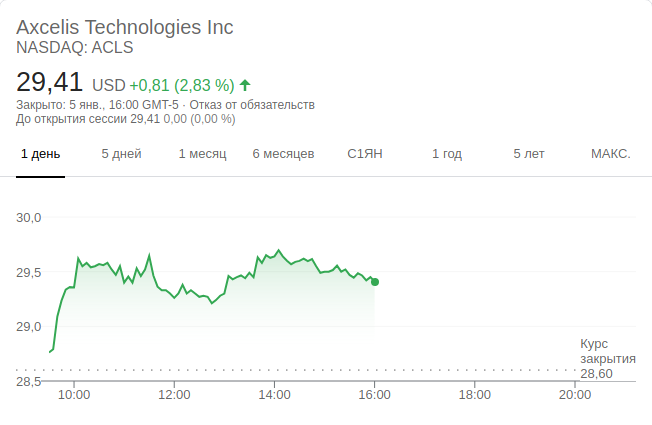 Axcelis Technologies Inc
NASDAQ: ACLS
29,41 USD +0,81 (2,83 %)
Закрыто: 5 янв., 16:00 GMT-5 · Отказ от обязательств
До открытия сессии 29,41 0,00 (0,00 %)
1 день 5 дней 1 месяц 6 месяцев С1ЯН 1 год 5 лет МАКС.
30,0
29,5
29,0
Курс
закрытия
28,60
28,5
10:00 12:00 14:00 16:00 18:00 20:00